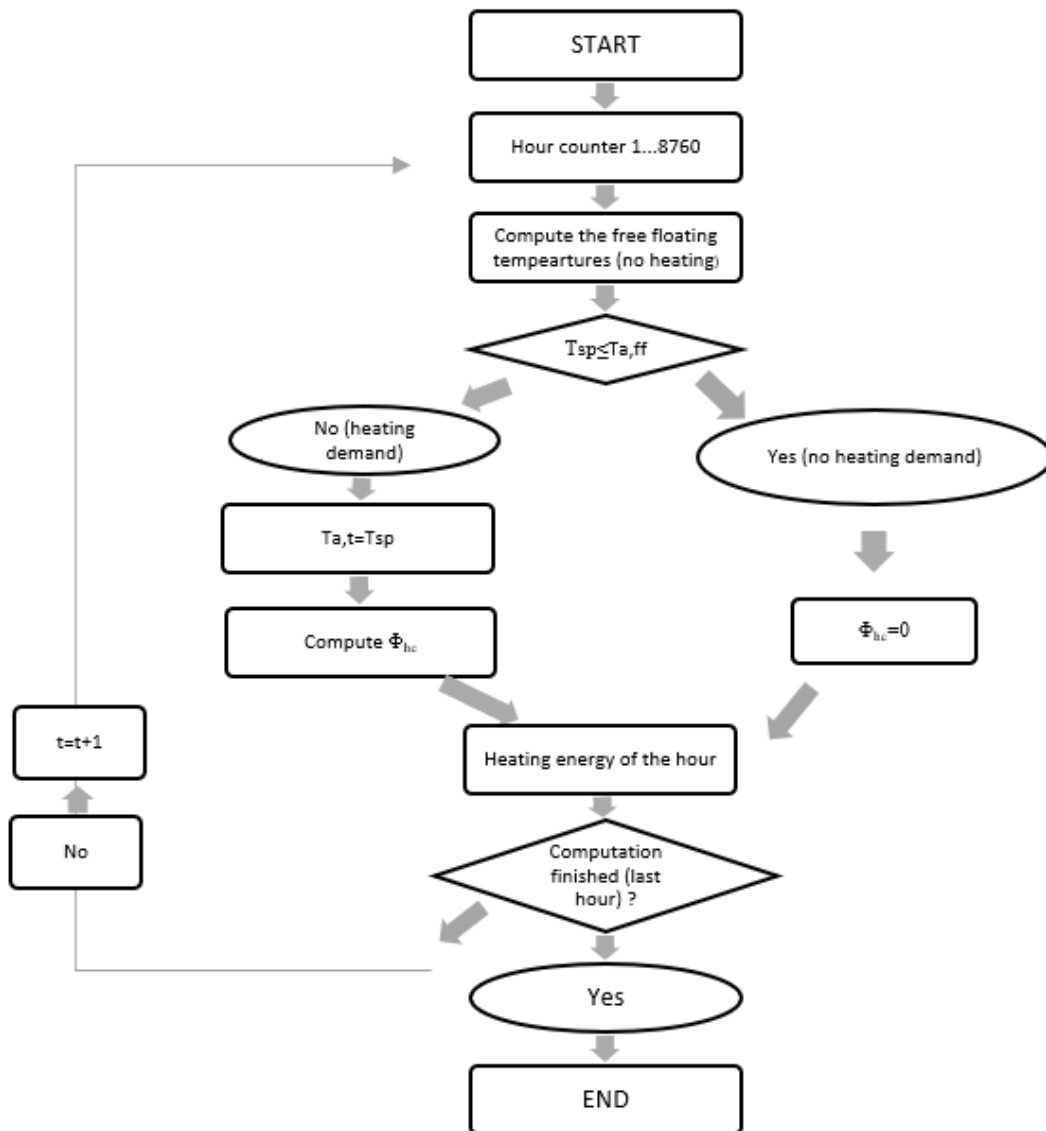 START
Hour counter 1...8760
Compute the free floating
tempeartures (no heating)
Tsp≤Ta,ff
No (heating
demand)
Yes (no heating demand)
Ta,t=Tsp
Compute Φhc
Φhc=0
Heating energy of the hour
t=t+1
No
Computation
finished (last
hour) ?
Yes
END